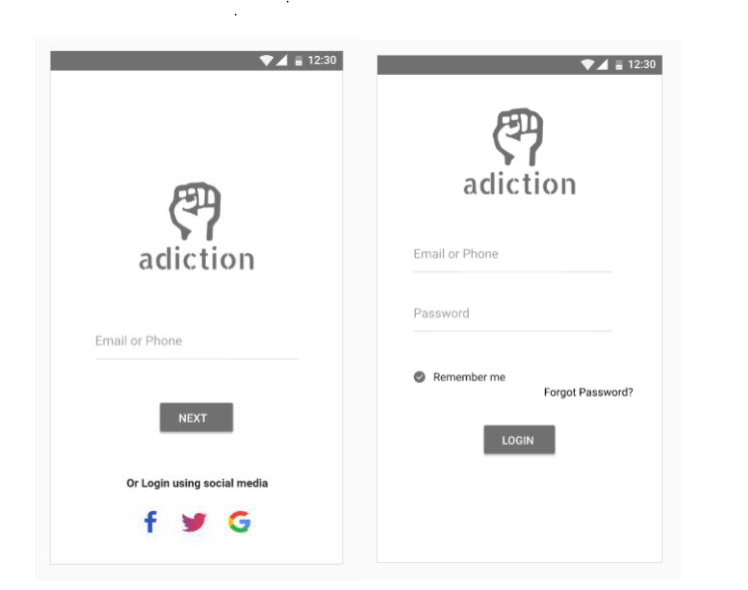 12:30
adiction
Email or Phone
NEXT
Or Login using social media
12:30
adiction
Email or Phone
Password
Remember me
Forgot Password?
LOGIN